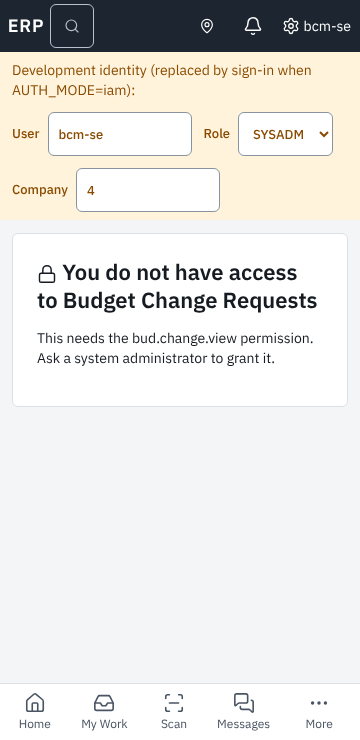 ERP
bcm-se
Development identity (replaced by sign-in when
AUTH_MODE=iam):
User bcm-se Role SYSADM
Company 4
You do not have access
to Budget Change Requests
This needs the bud.change.view permission.
Ask a system administrator to grant it.
Home My Work Scan Messages More